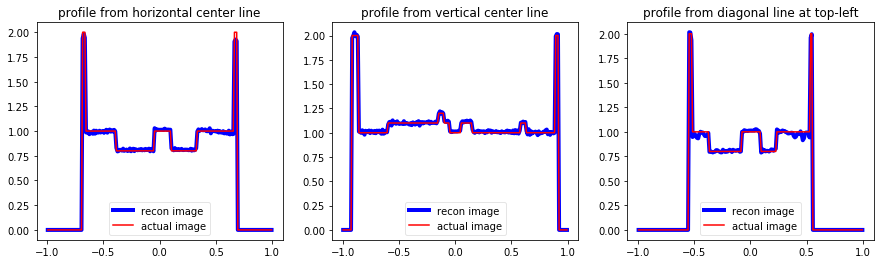 profile from horizontal center line
2.00
1.75
1.50
1.25
1.00
0.75
0.50
0.25
0.00
recon image
actual image
−1.0 −0.5 0.0 0.5 1.0
profile from vertical center line
2.00
1.75
1.50
1.25
1.00
0.75
0.50
0.25
0.00
recon image
actual image
−1.0 −0.5 0.0 0.5 1.0
profile from diagonal line at top-left
2.00
1.75
1.50
1.25
1.00
0.75
0.50
0.25
0.00
recon image
actual image
−1.0 −0.5 0.0 0.5 1.0